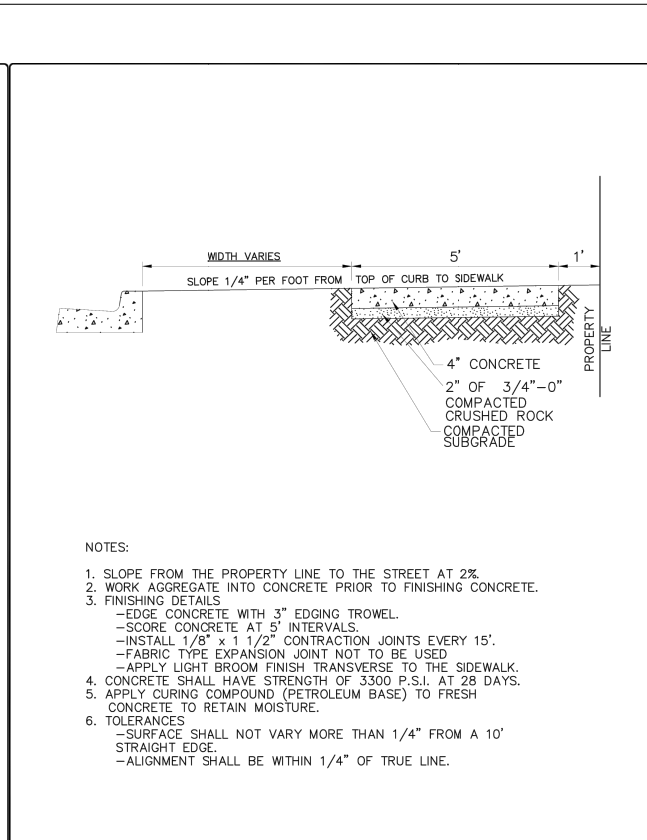 WIDTH VARIES
5'
1'
SLOPE 1/4" PER FOOT FROM TOP OF CURB TO SIDEWALK
PROPERTY
LINE
4" CONCRETE
2" OF 3/4"-0"
COMPACTED
CRUSHED ROCK
COMPACTED
SUBGRADE
NOTES:
1. SLOPE FROM THE PROPERTY LINE TO THE STREET AT 2%.
2. WORK AGGREGATE INTO CONCRETE PRIOR TO FINISHING CONCRETE.
3. FINISHING DETAILS
-EDGE CONCRETE WITH 3" EDGING TROWEL.
-SCORE CONCRETE AT 5' INTERVALS.
-INSTALL 1/8" x 1 1/2" CONTRACTION JOINTS EVERY 15'.
-FABRIC TYPE EXPANSION JOINT NOT TO BE USED
-APPLY LIGHT BROOM FINISH TRANSVERSE TO THE SIDEWALK.
4. CONCRETE SHALL HAVE STRENGTH OF 3300 P.S.I. AT 28 DAYS.
5. APPLY CURING COMPOUND (PETROLEUM BASE) TO FRESH
CONCRETE TO RETAIN MOISTURE.
6. TOLERANCES
-SURFACE SHALL NOT VARY MORE THAN 1/4" FROM A 10'
STRAIGHT EDGE.
-ALIGNMENT SHALL BE WITHIN 1/4" OF TRUE LINE.